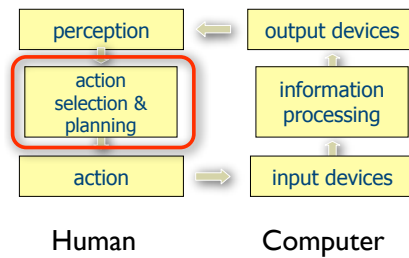 perception
output devices
action
selection &
planning
information
processing
action
input devices
Human
Computer